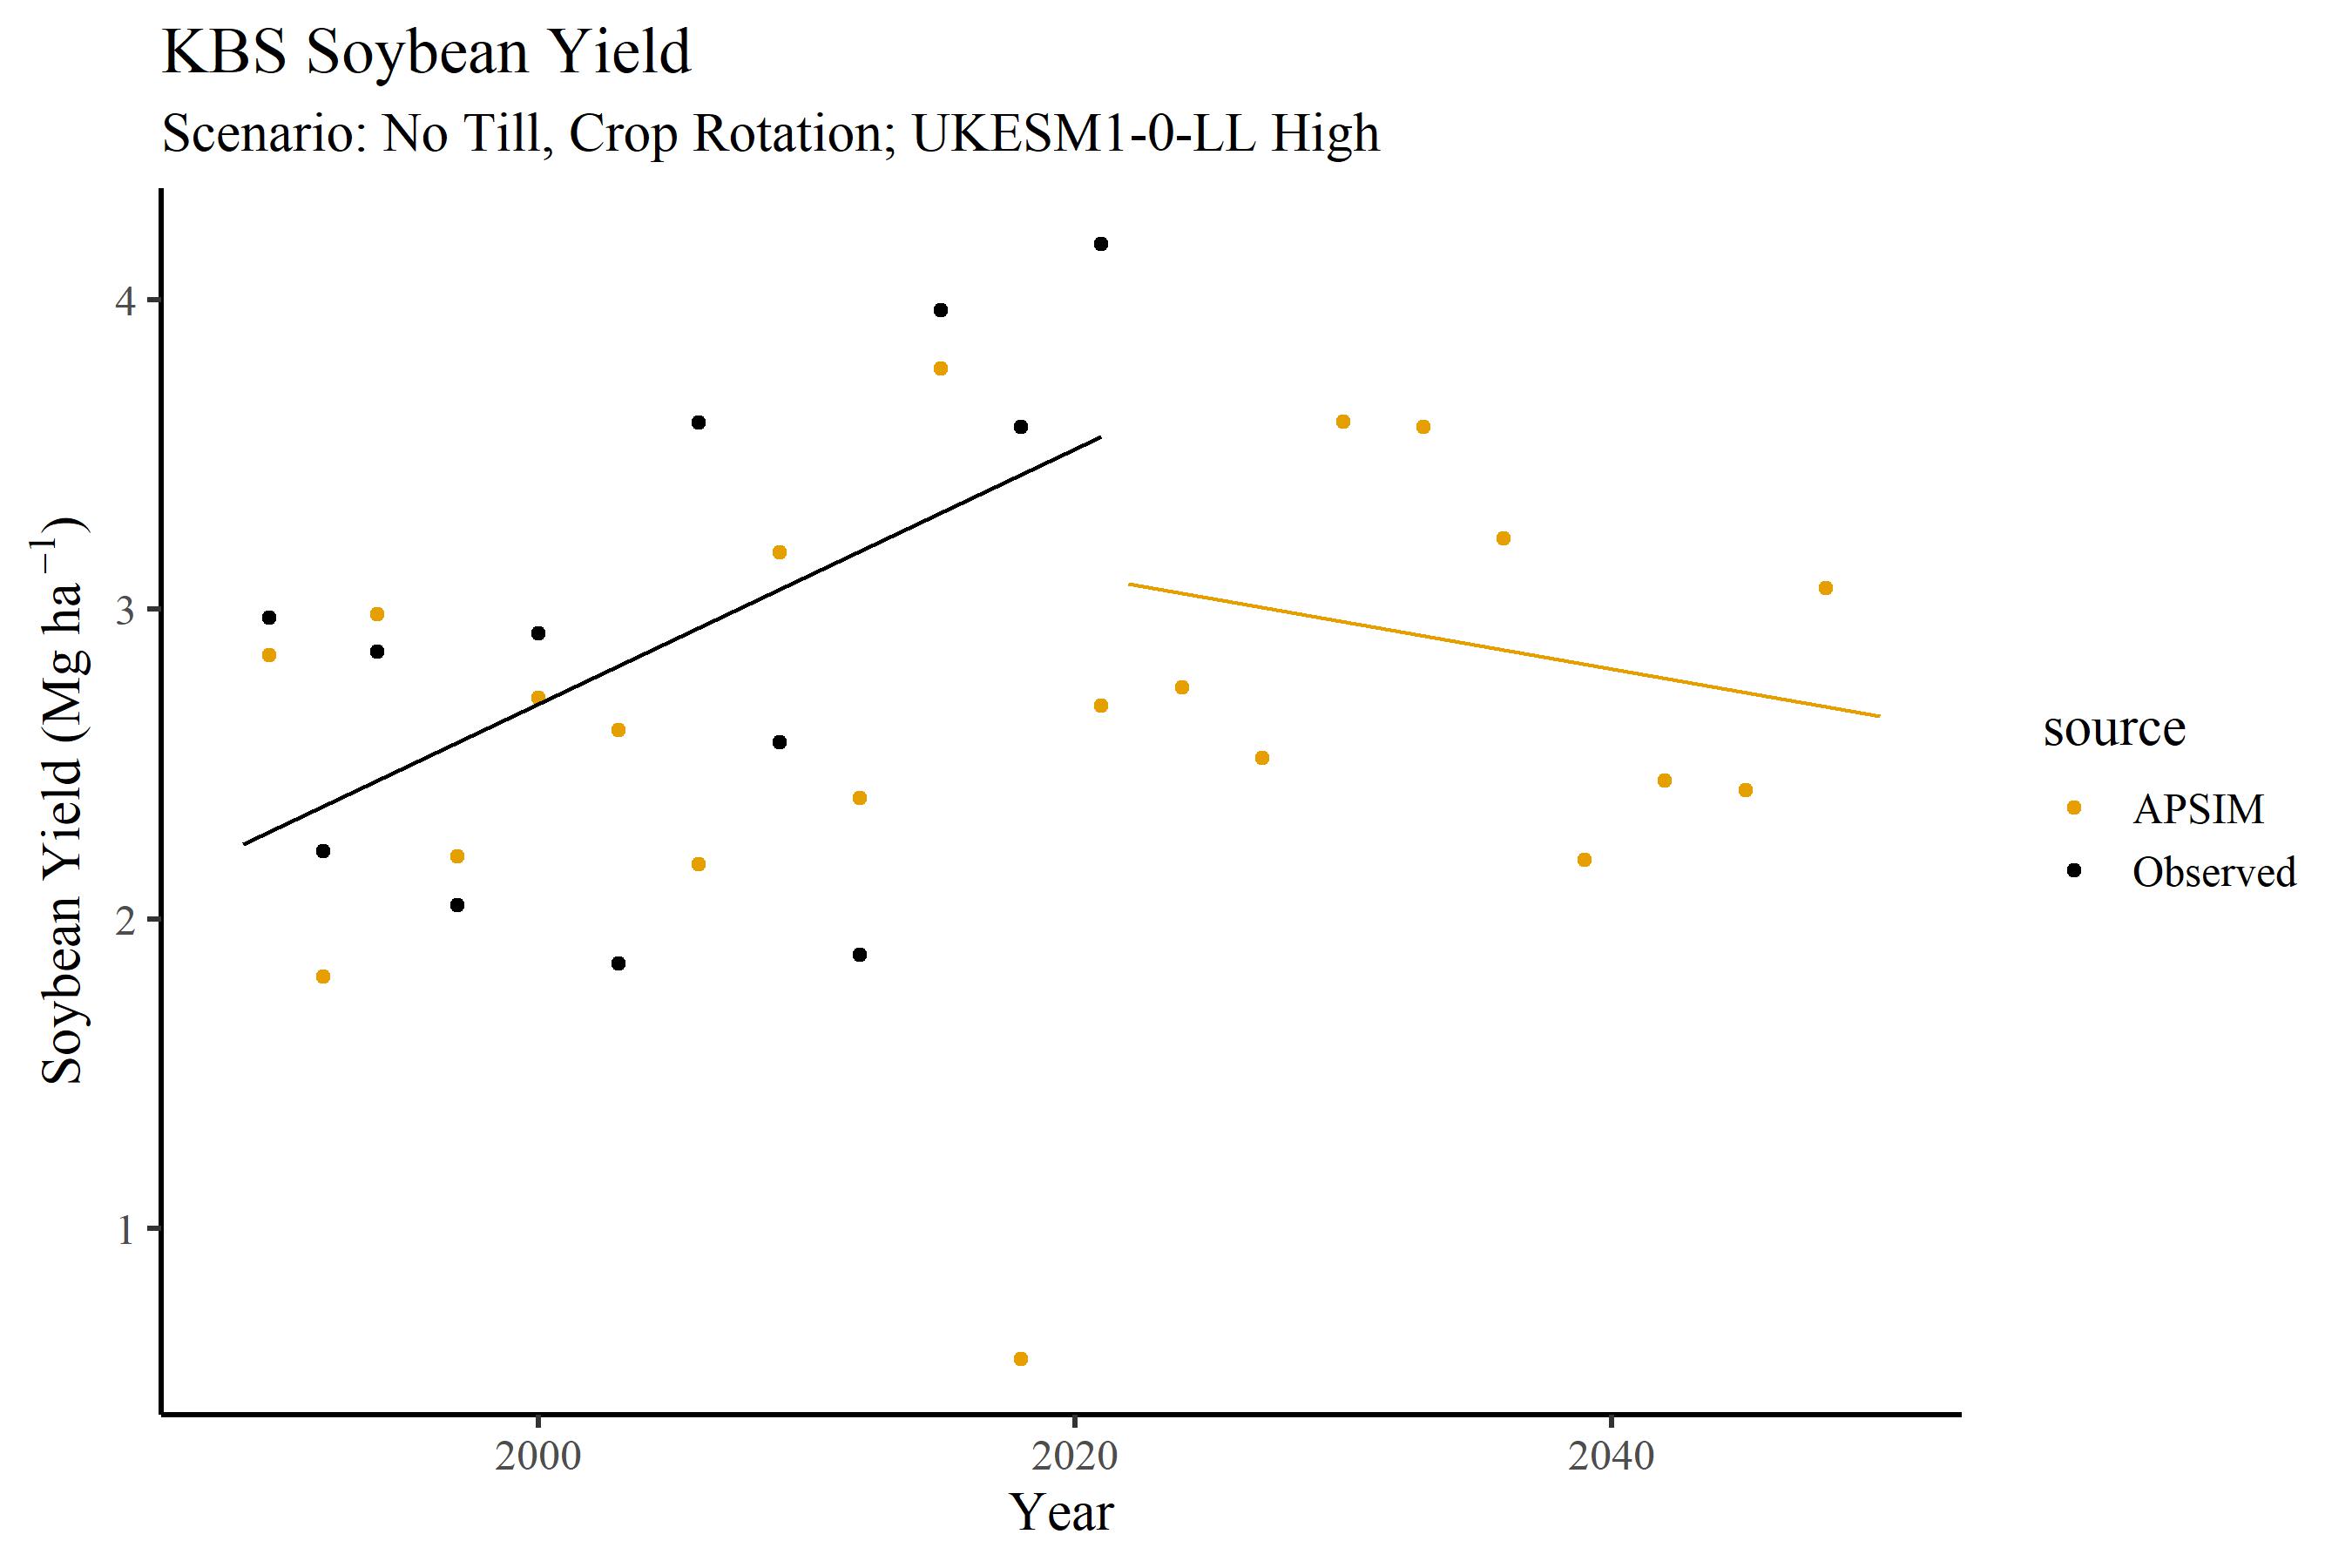 KBS Soybean Yield
Scenario: No Till, Crop Rotation; UKESM1-0-LL High
Soybean Yield (Mg ha⁻¹)
4
3
2
1
2000 2020 2040
Year
source
APSIM
Observed